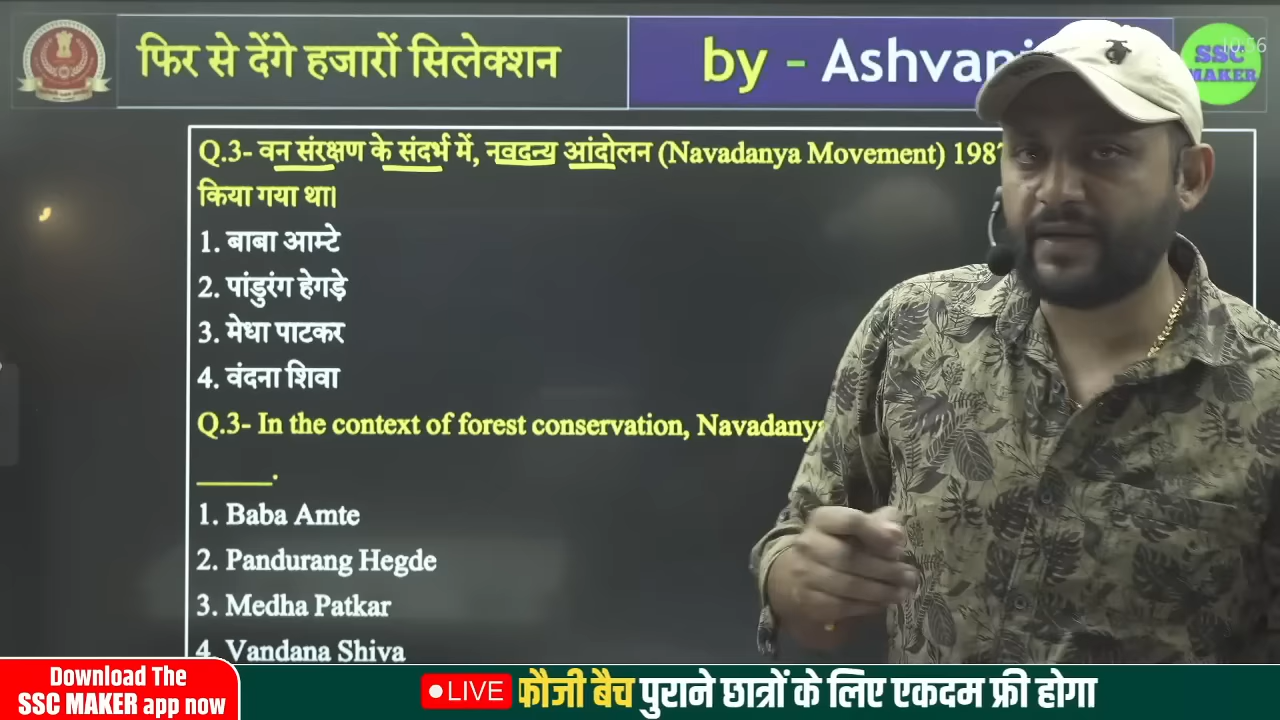 फिर से देंगे हजारों सिलेक्शन
by - Ashvani
SSC MAKER
10:56
Q.3- वन संरक्षण के संदर्भ में, नवदन्य आंदोलन (Navadanya Movement) 1987
किया गया था।
1. बाबा आम्टे
2. पांडुरंग हेगड़े
3. मेधा पाटकर
4. वंदना शिवा
Q.3- In the context of forest conservation, Navadanya
______.
1. Baba Amte
2. Pandurang Hegde
3. Medha Patkar
4. Vandana Shiva
Download The
SSC MAKER app now
LIVE फौजी बैच पुराने छात्रों के लिए एकदम फ्री होगा